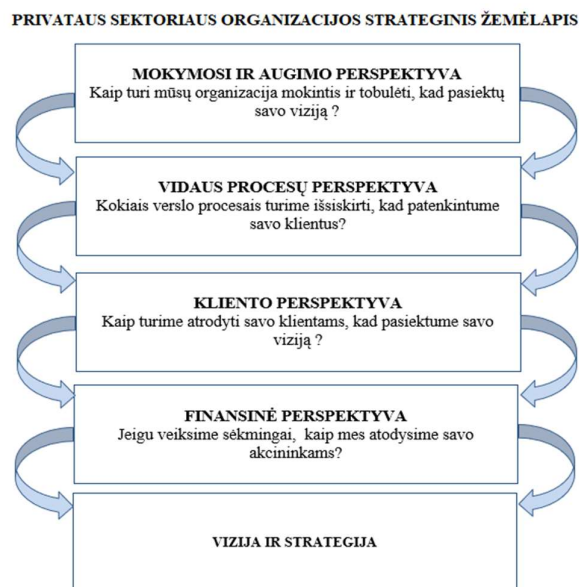 PRIVATAUS SEKTORIAUS ORGANIZACIJOS STRATEGINIS ŽEMĖLAPIS
MOKYMOSI IR AUGIMO PERSPEKTYVA
Kaip turi mūsų organizacija mokintis ir tobulėti, kad pasiektų
savo viziją ?
VIDAUS PROCESŲ PERSPEKTYVA
Kokiais verslo procesais turime išsiskirti, kad patenkintume
savo klientus?
KLIENTO PERSPEKTYVA
Kaip turime atrodyti savo klientams, kad pasiektume savo
viziją ?
FINANSINĖ PERSPEKTYVA
Jeigu veiksime sėkmingai, kaip mes atodysime savo
akcininkams?
VIZIJA IR STRATEGIJA